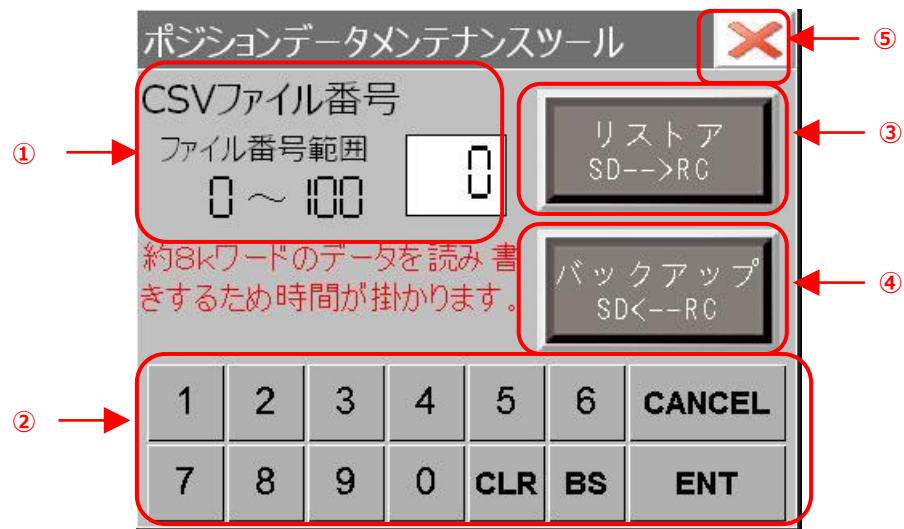 ポジションデータメンテナンスツール
⑤
CSVファイル番号
ファイル番号範囲
0～100
0
①
リストア
SD-->RC
③
約8kワードのデータを読み書
きするため時間が掛かります。
バックアップ
SD<--RC
④
②
1 2 3 4 5 6 CANCEL
7 8 9 0 CLR BS ENT